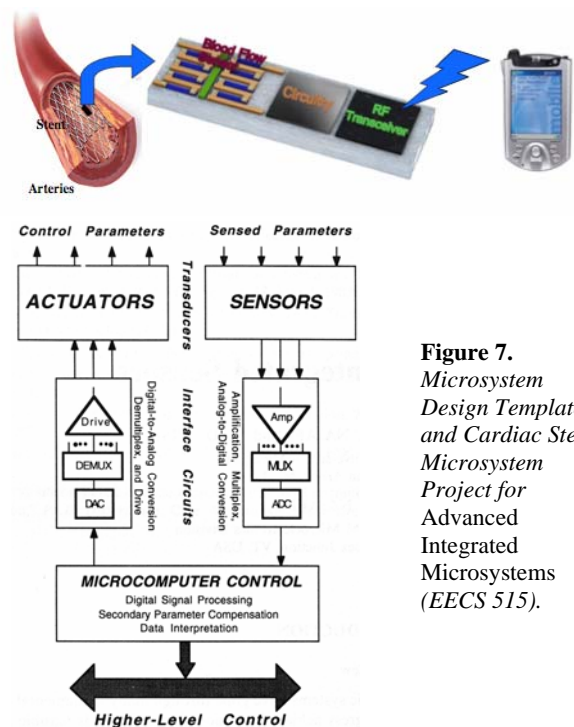 Blood Flow
Stent
Circuitry
RF
Transceiver
mobile
Arteries
Control Parameters
Sensed Parameters
ACTUATORS
Transducers
SENSORS
Drive
DEMUX
DAC
Digital-to-Analog Conversion
Demultiplex, and Drive
Interface Circuits
Amplification, Multiplex,
Analog-to-Digital Conversion
Amp
MUX
ADC
MICROCOMPUTER CONTROL
Digital Signal Processing
Secondary Parameter Compensation
Data Interpretation
Higher-Level Control
Figure 7.
Microsystem
Design Templat
and Cardiac Ste
Microsystem
Project for
Advanced
Integrated
Microsystems
(EECS 515).